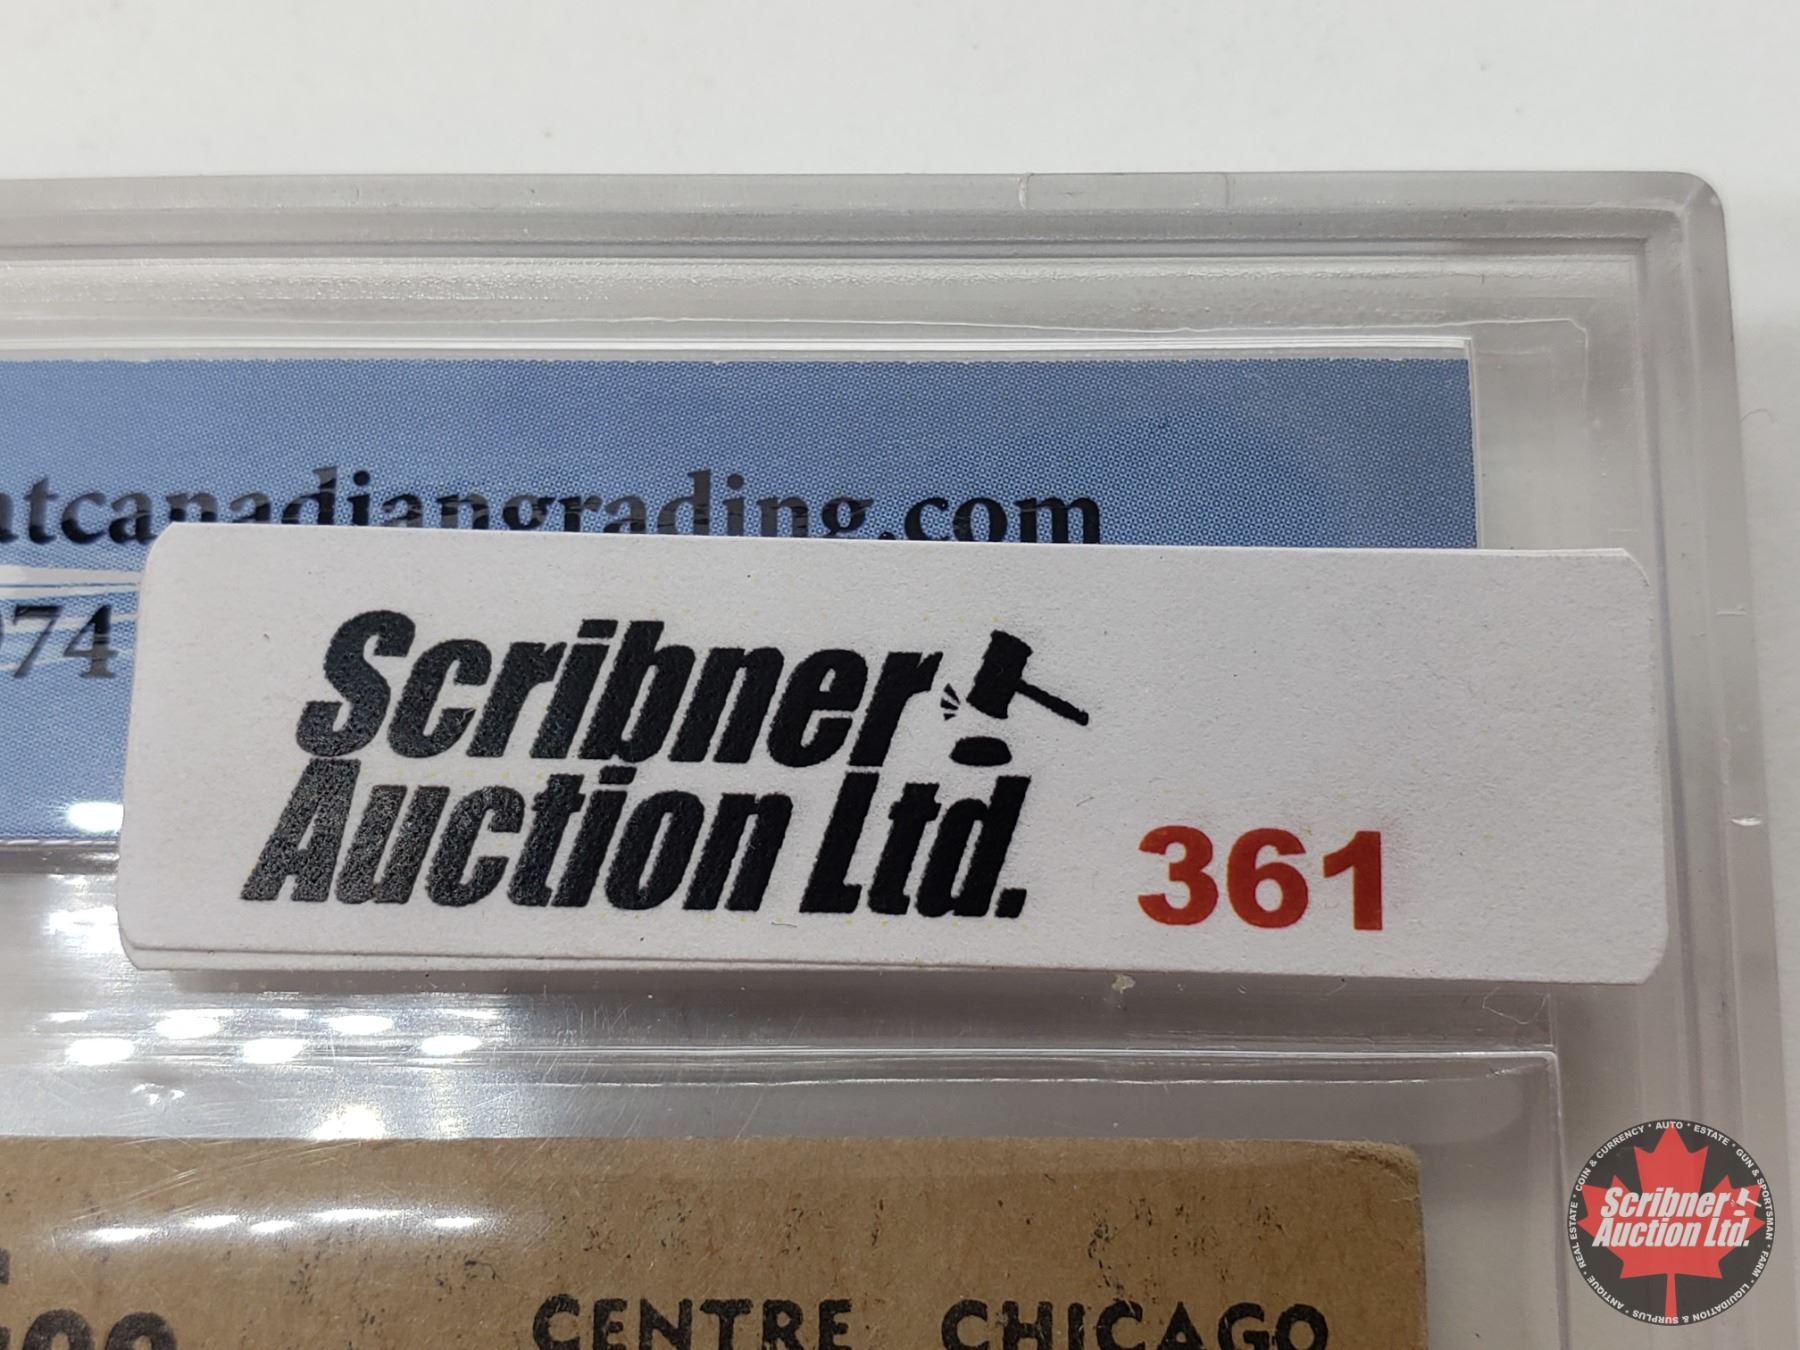 atcanadiangrading.com
974
Scribner
Auction Ltd.
361
CENTRE CHICAGO
COIN & CURRENCY • AUTO • ESTATE • GUN & SPORTSMAN • FARM • LIQUIDATION & SURPLUS • ANTIQUE • REAL ESTATE •
Scribner
Auction Ltd.